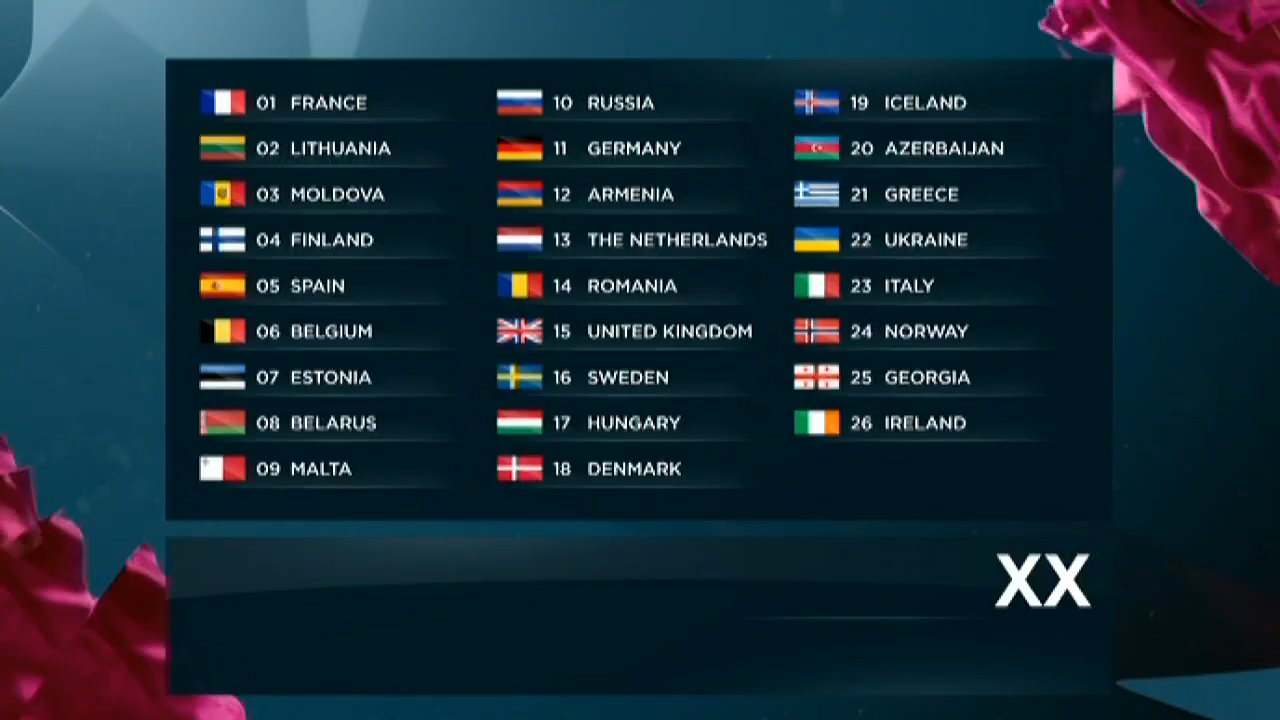 01 FRANCE
02 LITHUANIA
03 MOLDOVA
04 FINLAND
05 SPAIN
06 BELGIUM
07 ESTONIA
08 BELARUS
09 MALTA
10 RUSSIA
11 GERMANY
12 ARMENIA
13 THE NETHERLANDS
14 ROMANIA
15 UNITED KINGDOM
16 SWEDEN
17 HUNGARY
18 DENMARK
19 ICELAND
20 AZERBAIJAN
21 GREECE
22 UKRAINE
23 ITALY
24 NORWAY
25 GEORGIA
26 IRELAND
XX